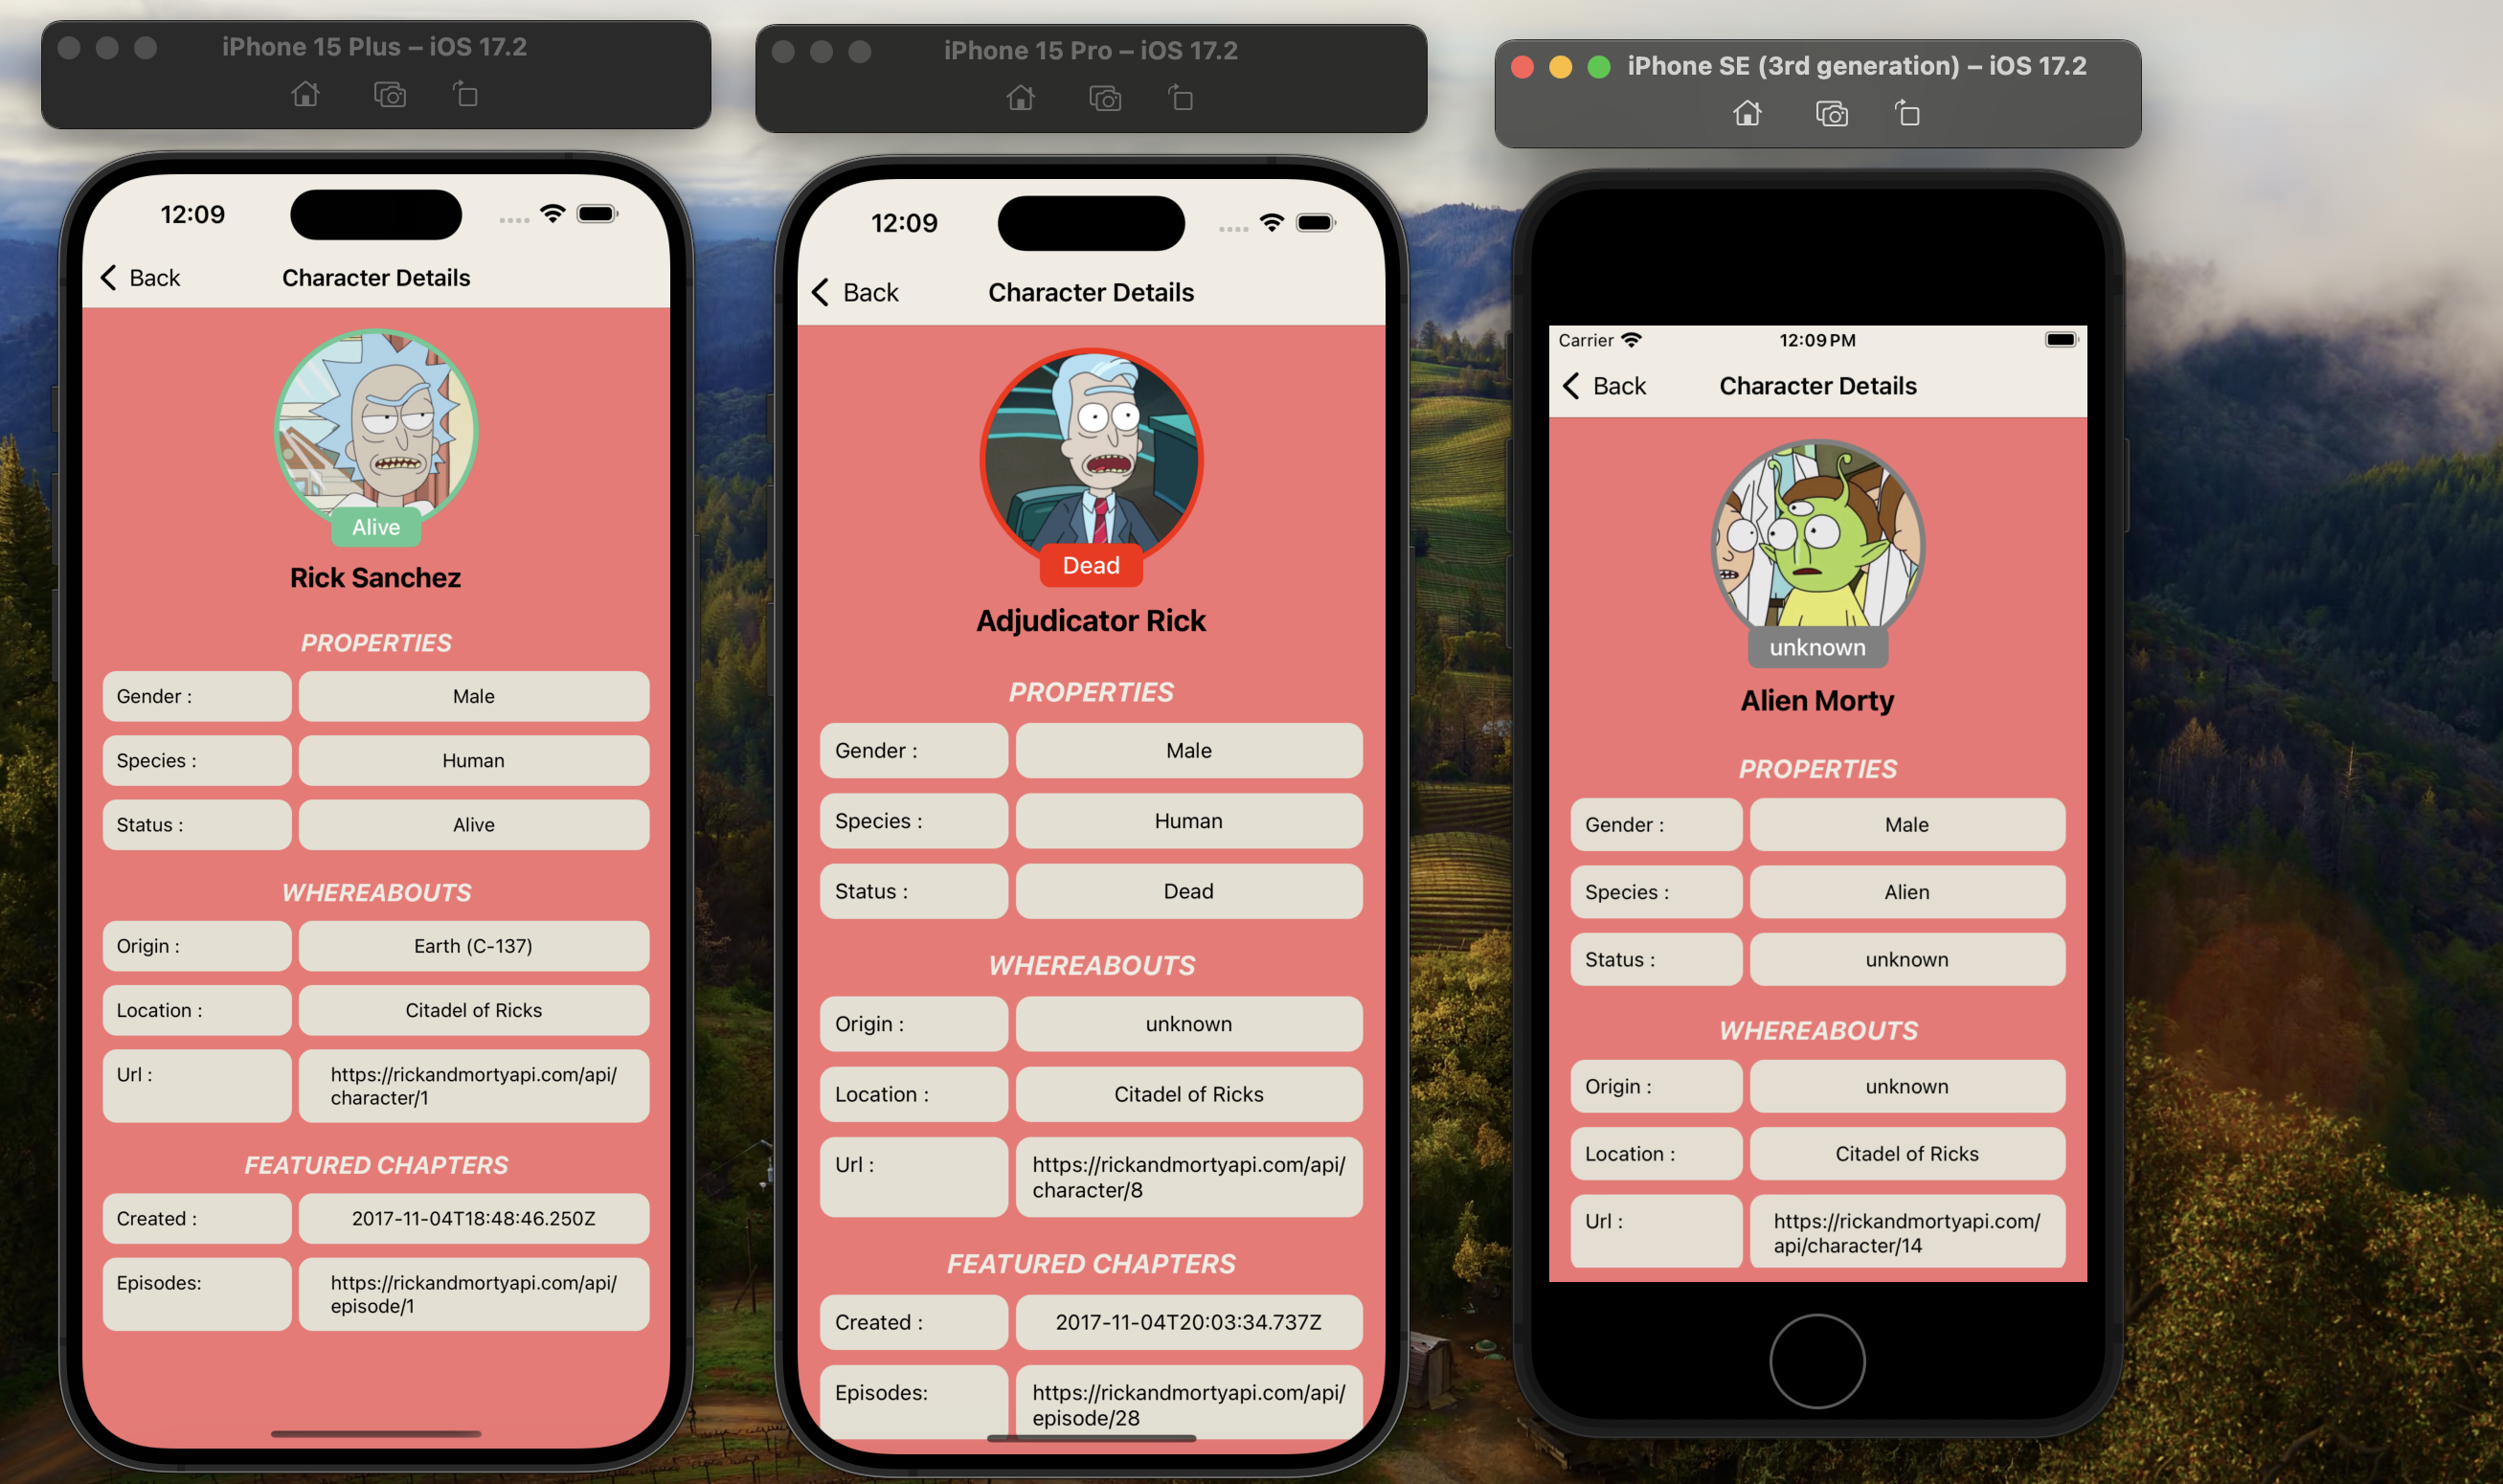 iPhone 15 Plus – iOS 17.2
12:09
Back
Character Details
Alive
Rick Sanchez
PROPERTIES
Gender : Male
Species : Human
Status : Alive
WHEREABOUTS
Origin : Earth (C-137)
Location : Citadel of Ricks
Url : https://rickandmortyapi.com/api/
character/1
FEATURED CHAPTERS
Created : 2017-11-04T18:48:46.250Z
Episodes: https://rickandmortyapi.com/api/
episode/1
iPhone 15 Pro – iOS 17.2
12:09
Back
Character Details
Dead
Adjudicator Rick
PROPERTIES
Gender : Male
Species : Human
Status : Dead
WHEREABOUTS
Origin : unknown
Location : Citadel of Ricks
Url : https://rickandmortyapi.com/api/
character/8
FEATURED CHAPTERS
Created : 2017-11-04T20:03:34.737Z
Episodes: https://rickandmortyapi.com/api/
episode/28
iPhone SE (3rd generation) – iOS 17.2
Carrier 12:09 PM
Back
Character Details
unknown
Alien Morty
PROPERTIES
Gender : Male
Species : Alien
Status : unknown
WHEREABOUTS
Origin : unknown
Location : Citadel of Ricks
Url : https://rickandmortyapi.com/
api/character/14